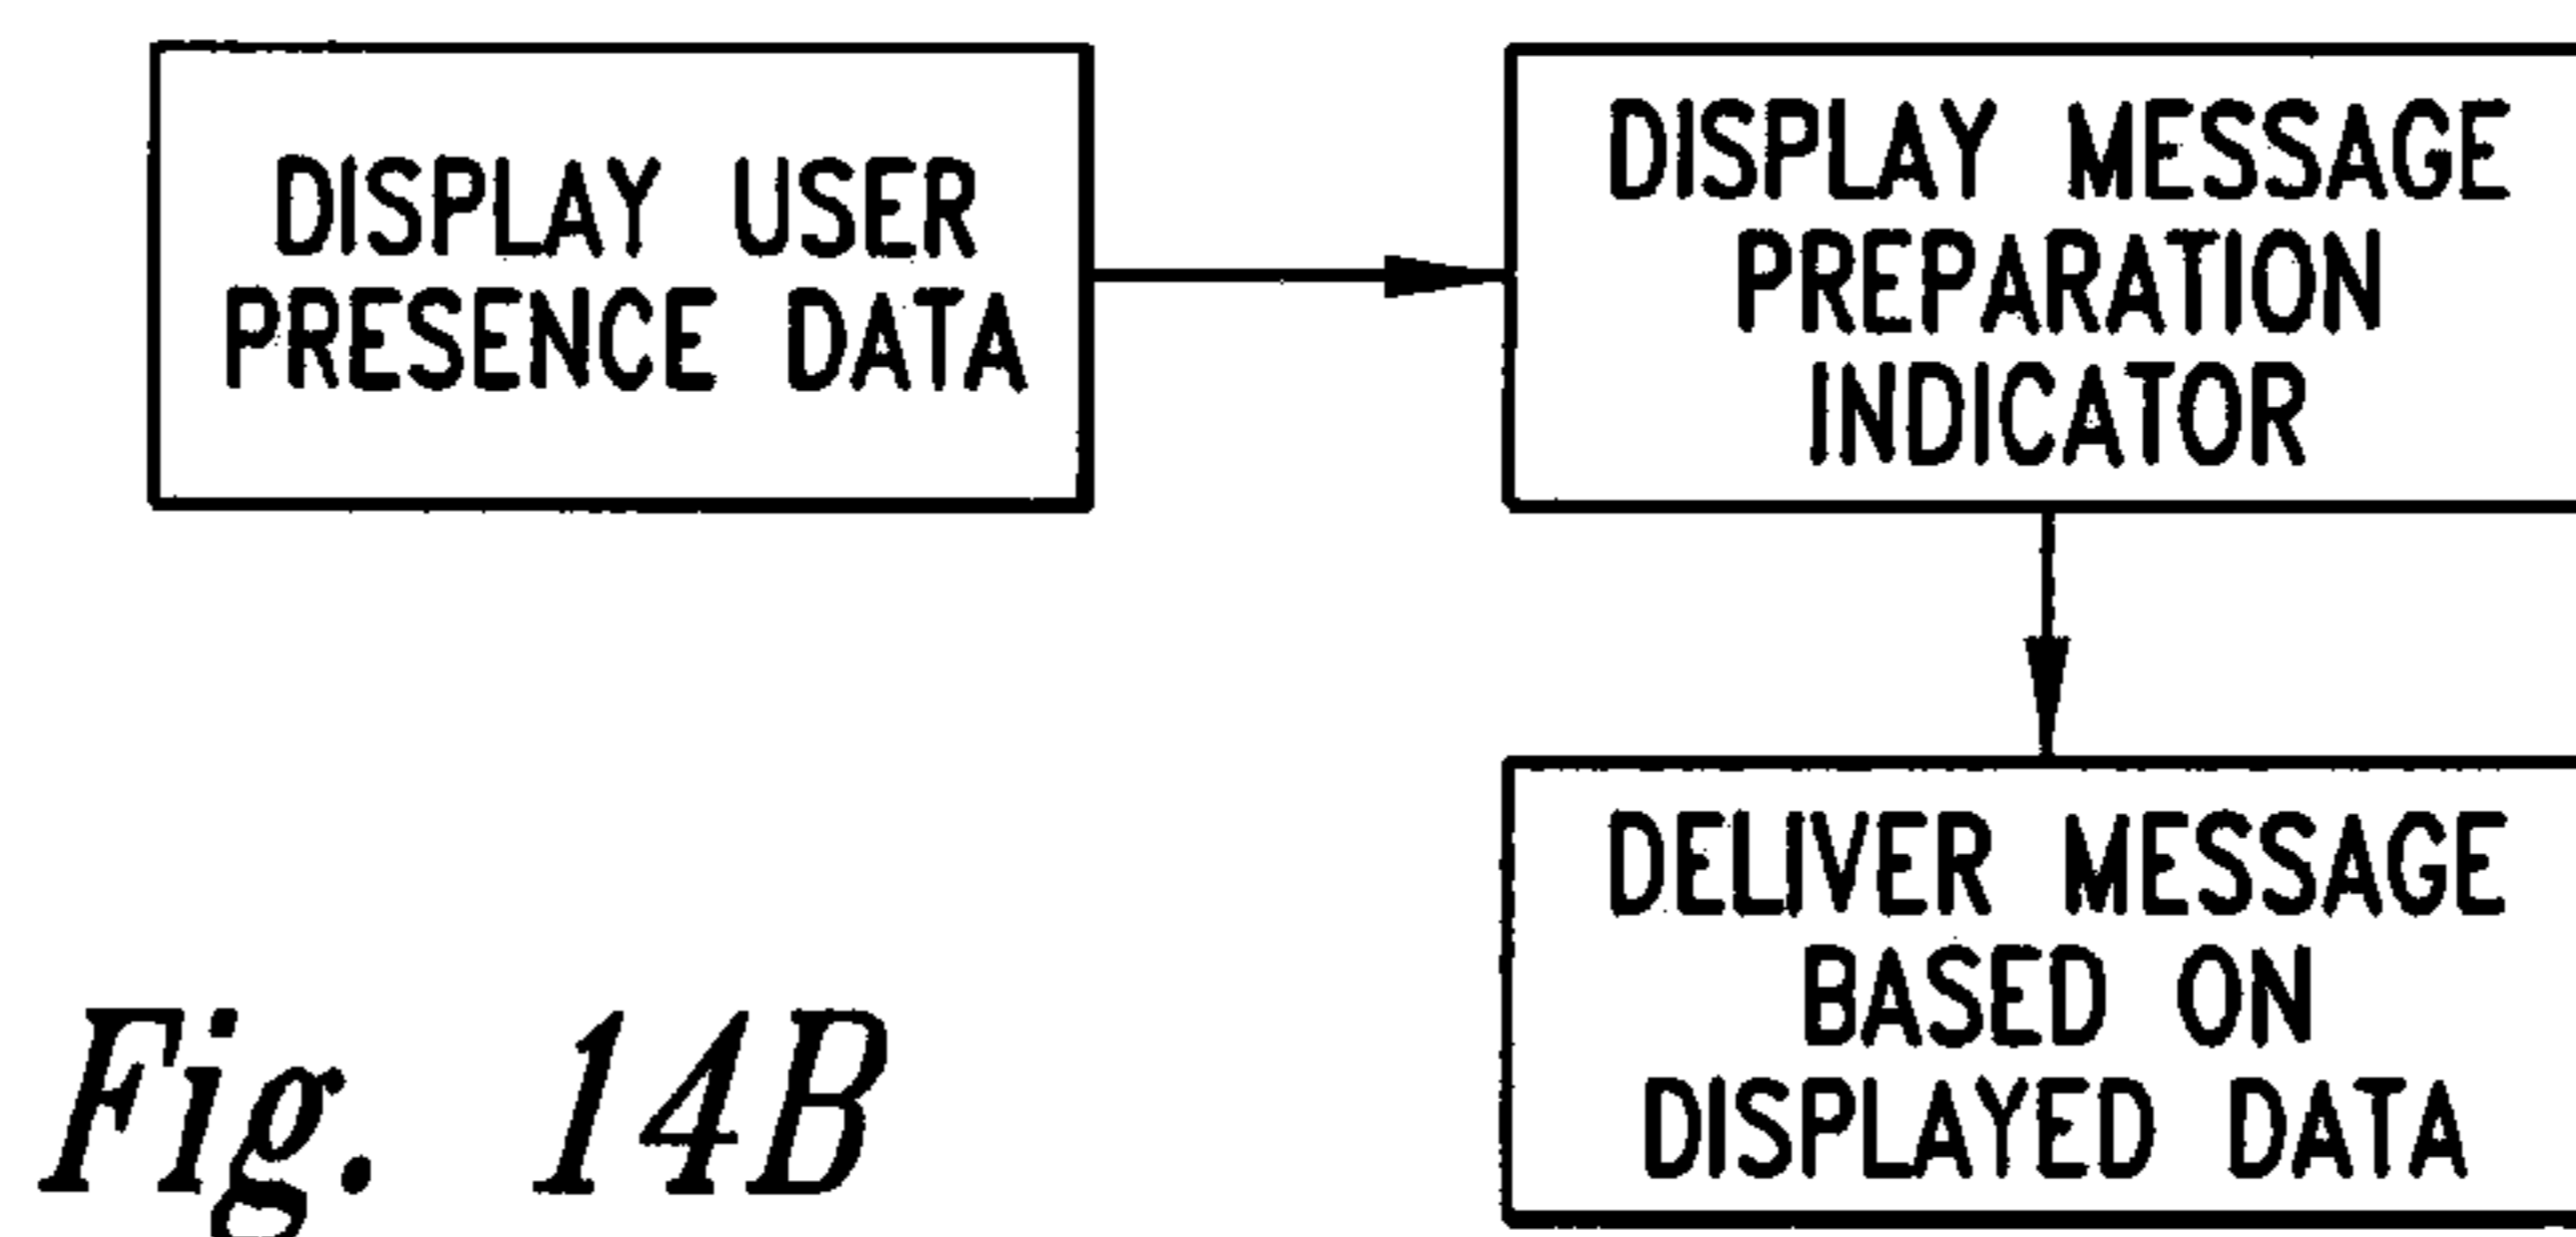 DISPLAY USER
PRESENCE DATA
DISPLAY MESSAGE
PREPARATION
INDICATOR
DELIVER MESSAGE
BASED ON
DISPLAYED DATA
Fig. 14B